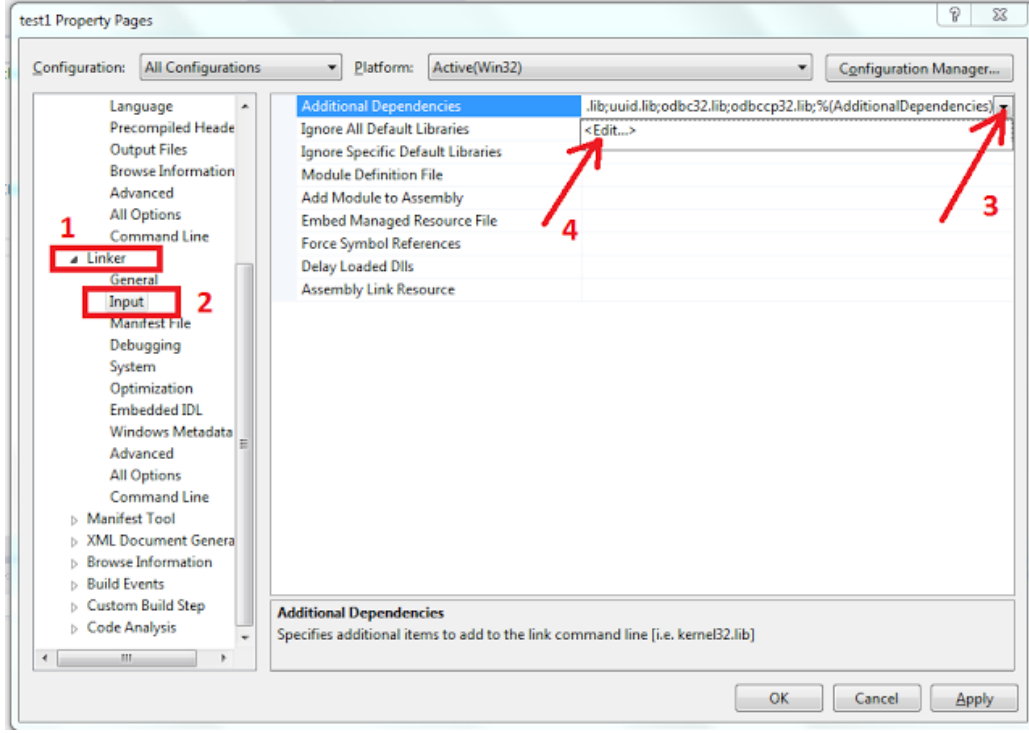 test1 Property Pages
Configuration: All Configurations Platform: Active(Win32) Configuration Manager...
Language
Precompiled Heade
Output Files
Browse Information
Advanced
All Options
Command Line
1
Linker
General
Input 2
Manifest File
Debugging
System
Optimization
Embedded IDL
Windows Metadata
Advanced
All Options
Command Line
Manifest Tool
XML Document Genera
Browse Information
Build Events
Custom Build Step
Code Analysis
Additional Dependencies .lib;uuid.lib;odbc32.lib;odbccp32.lib;%(AdditionalDependencies)
Ignore All Default Libraries <Edit...>
Ignore Specific Default Libraries
Module Definition File
Add Module to Assembly
Embed Managed Resource File
Force Symbol References
Delay Loaded Dlls
Assembly Link Resource
3
4
Additional Dependencies
Specifies additional items to add to the link command line [i.e. kernel32.lib]
OK Cancel Apply